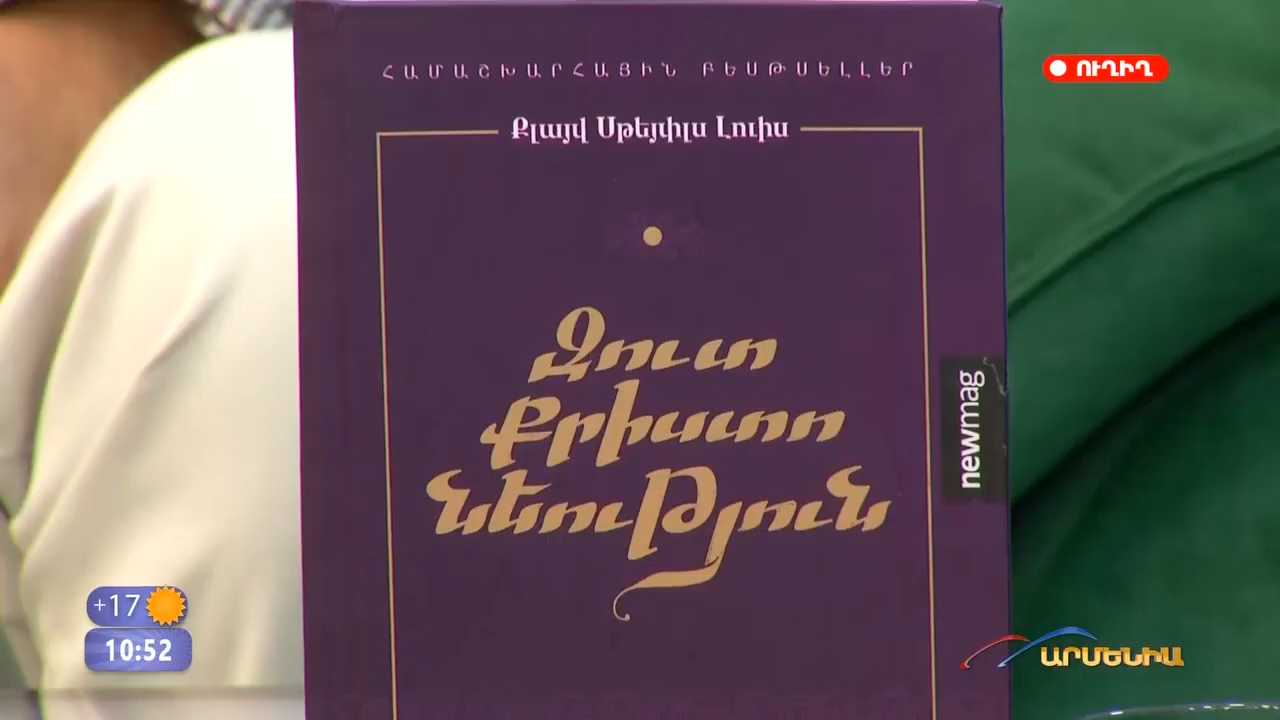 ՀԱՄԱՇԽԱՐՀԱՅԻՆ ԲԵՍԹՍԵԼԼԵՐ
ՈՒՂԻՂ
Քլայվ Սթեյփլս Լուիս
Զուտ
քրիստո
նեություն
newmag
+17
10:52
ԱՐՄԵՆԻԱ